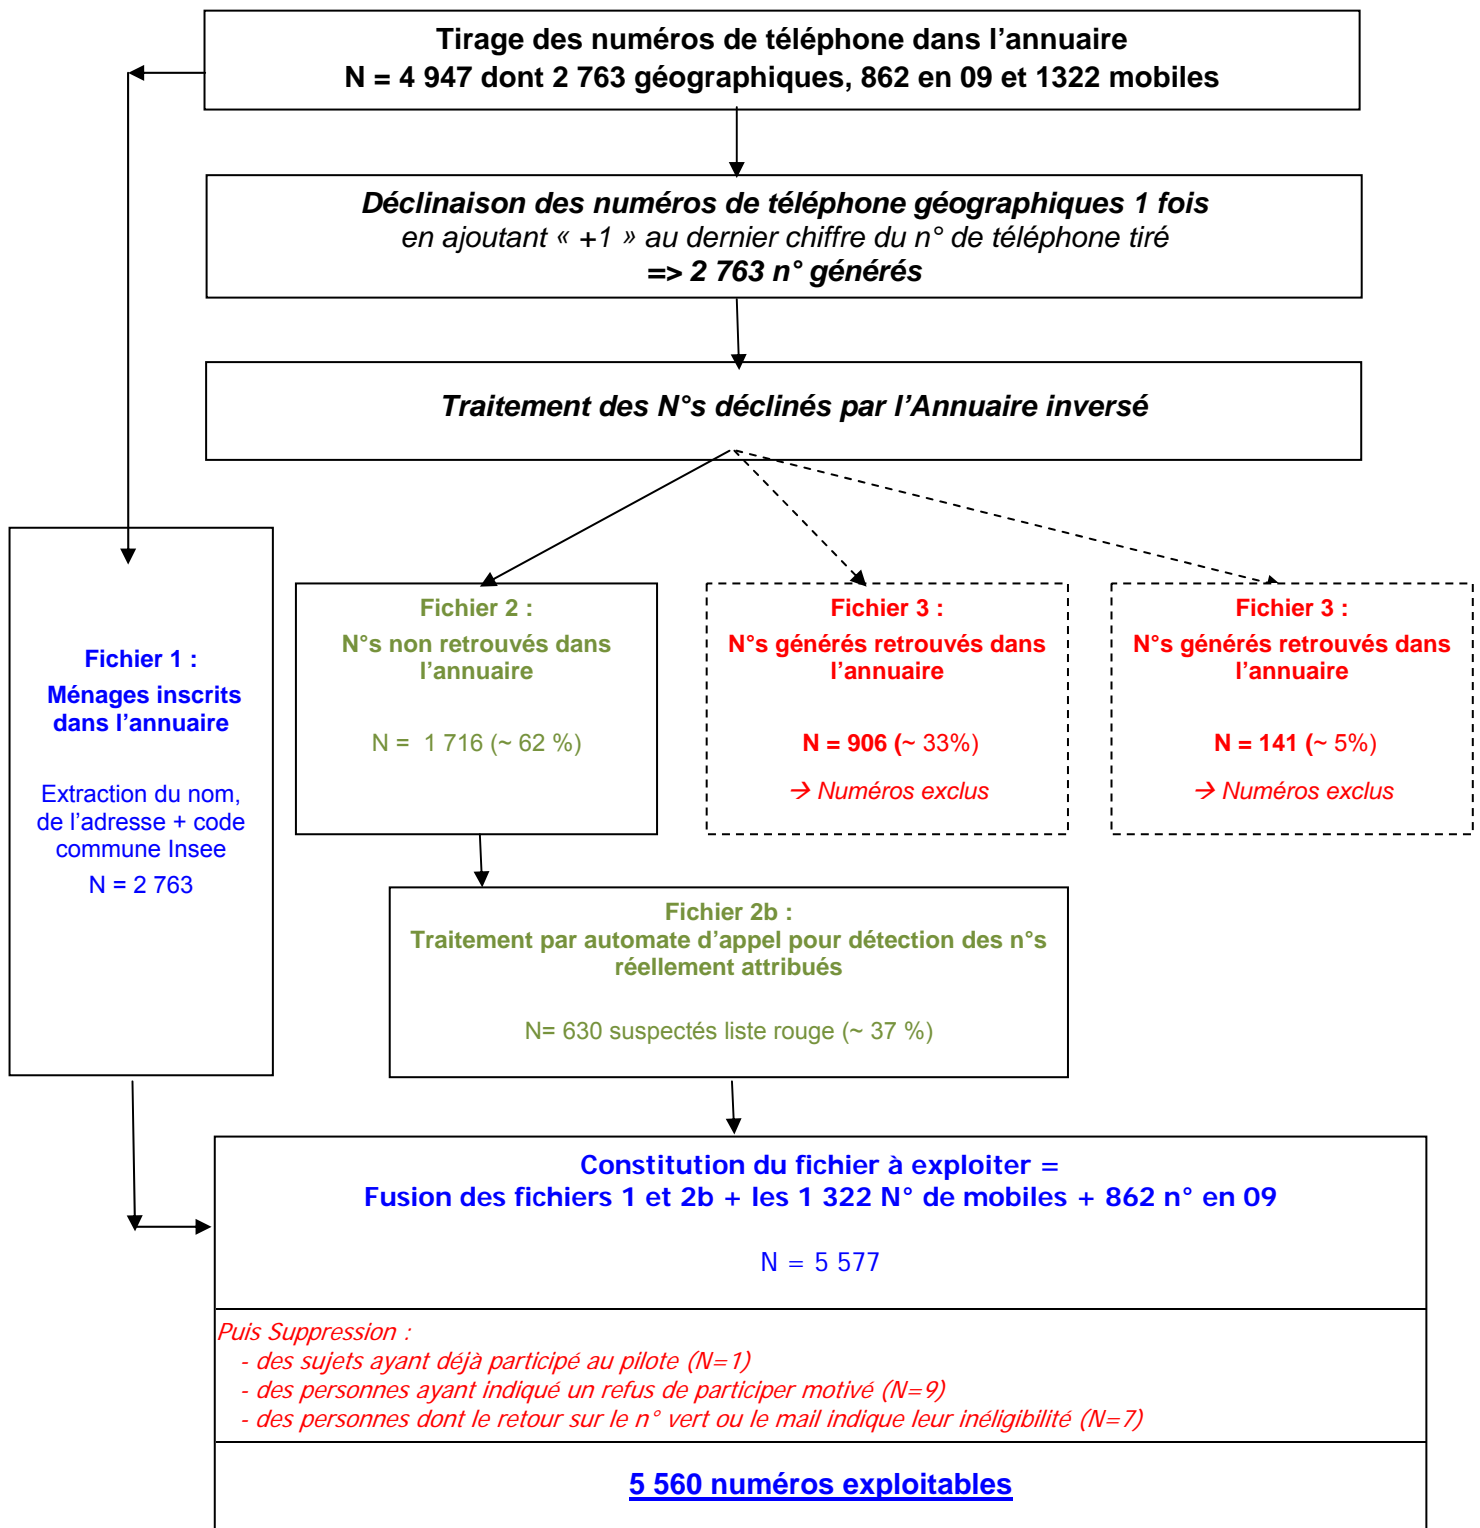 Tirage des numéros de téléphone dans l’annuaire
N = 4 947 dont 2 763 géographiques, 862 en 09 et 1322 mobiles
Déclinaison des numéros de téléphone géographiques 1 fois
en ajoutant « +1 » au dernier chiffre du n° de téléphone tiré
=> 2 763 n° générés
Traitement des N°s déclinés par l’Annuaire inversé
Fichier 1 :
Ménages inscrits
dans l’annuaire
Extraction du nom,
de l’adresse + code
commune Insee
N = 2 763
Fichier 2 :
N°s non retrouvés dans
l’annuaire
N = 1 716 (~ 62 %)
Fichier 3 :
N°s générés retrouvés dans
l’annuaire
N = 906 (~ 33%)
→ Numéros exclus
Fichier 3 :
N°s générés retrouvés dans
l’annuaire
N = 141 (~ 5%)
→ Numéros exclus
Fichier 2b :
Traitement par automate d’appel pour détection des n°s
réellement attribués
N= 630 suspectés liste rouge (~ 37 %)
Constitution du fichier à exploiter =
Fusion des fichiers 1 et 2b + les 1 322 N° de mobiles + 862 n° en 09
N = 5 577
Puis Suppression :
- des sujets ayant déjà participé au pilote (N=1)
- des personnes ayant indiqué un refus de participer motivé (N=9)
- des personnes dont le retour sur le n° vert ou le mail indique leur inéligibilité (N=7)
5 560 numéros exploitables